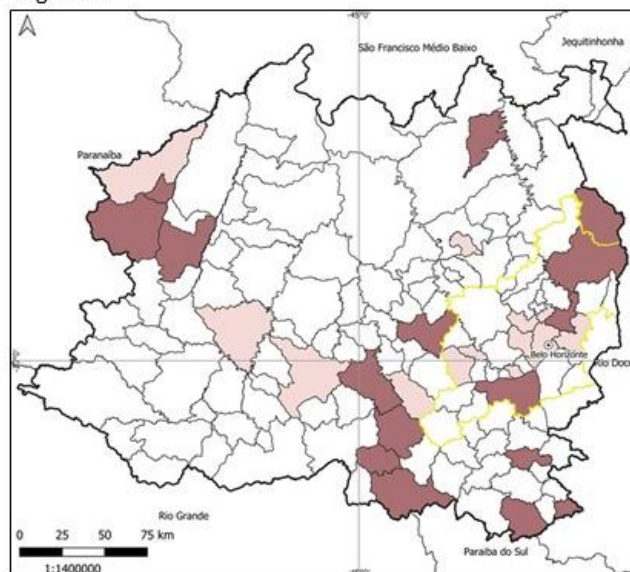 -45°0'
São Francisco Médio Baixo
Jequitinhonha
Paranaíba
Belo Horizonte
Rio Doce
Rio Grande
0 25 50 75 km
Paraíba do Sul
1:1400000